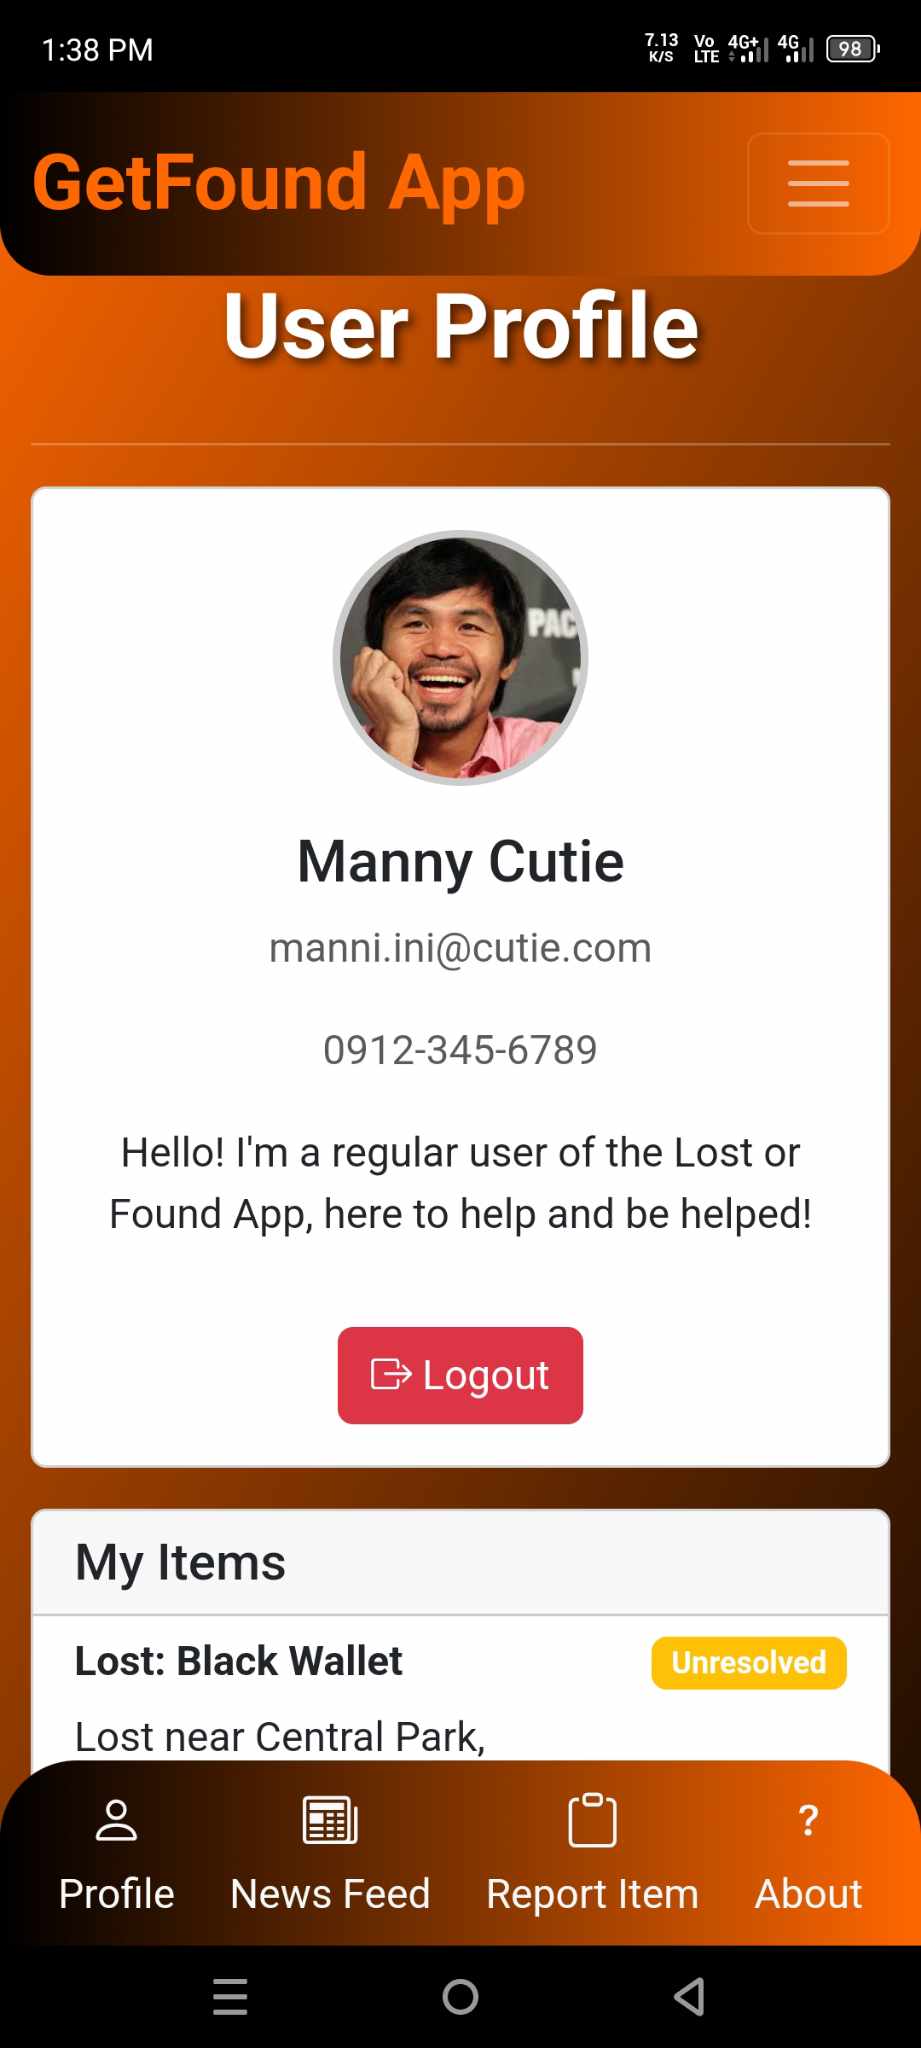 1:38 PM
7.13 K/S Vo LTE 4G+ 4G 98
GetFound App
User Profile
PAC
Manny Cutie
manni.ini@cutie.com
0912-345-6789
Hello! I'm a regular user of the Lost or
Found App, here to help and be helped!
Logout
My Items
Lost: Black Wallet
Unresolved
Lost near Central Park,
Profile
News Feed
Report Item
? About